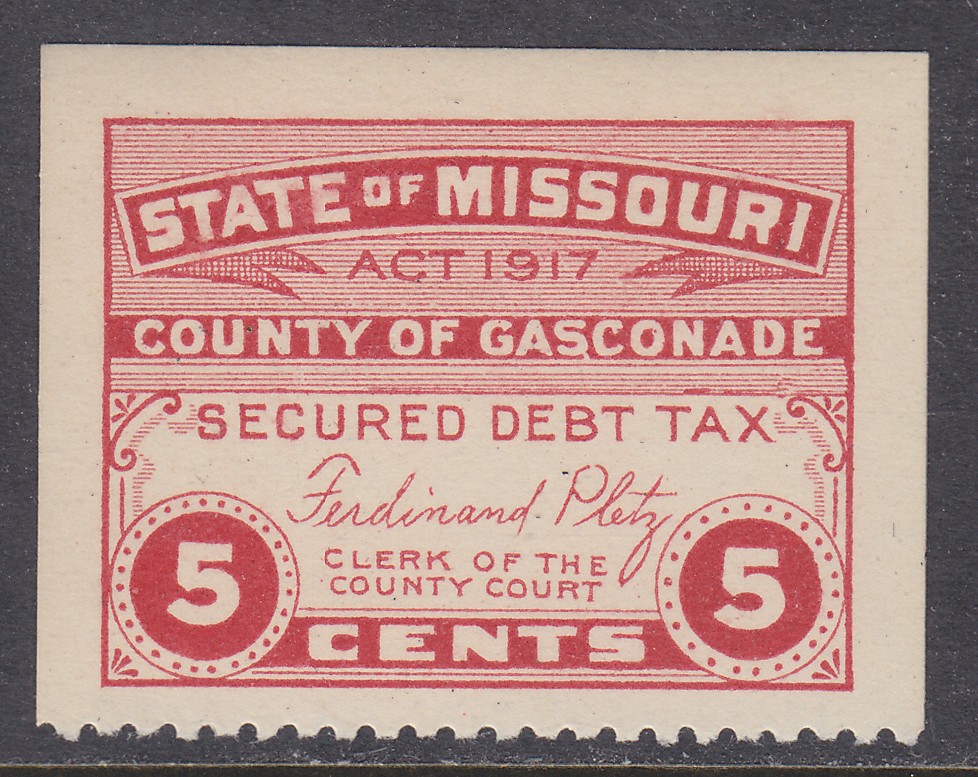 STATE OF MISSOURI
ACT 1917
COUNTY OF GASCONADE
SECURED DEBT TAX
Ferdinand Pletz
CLERK OF THE
COUNTY COURT
5 5
CENTS